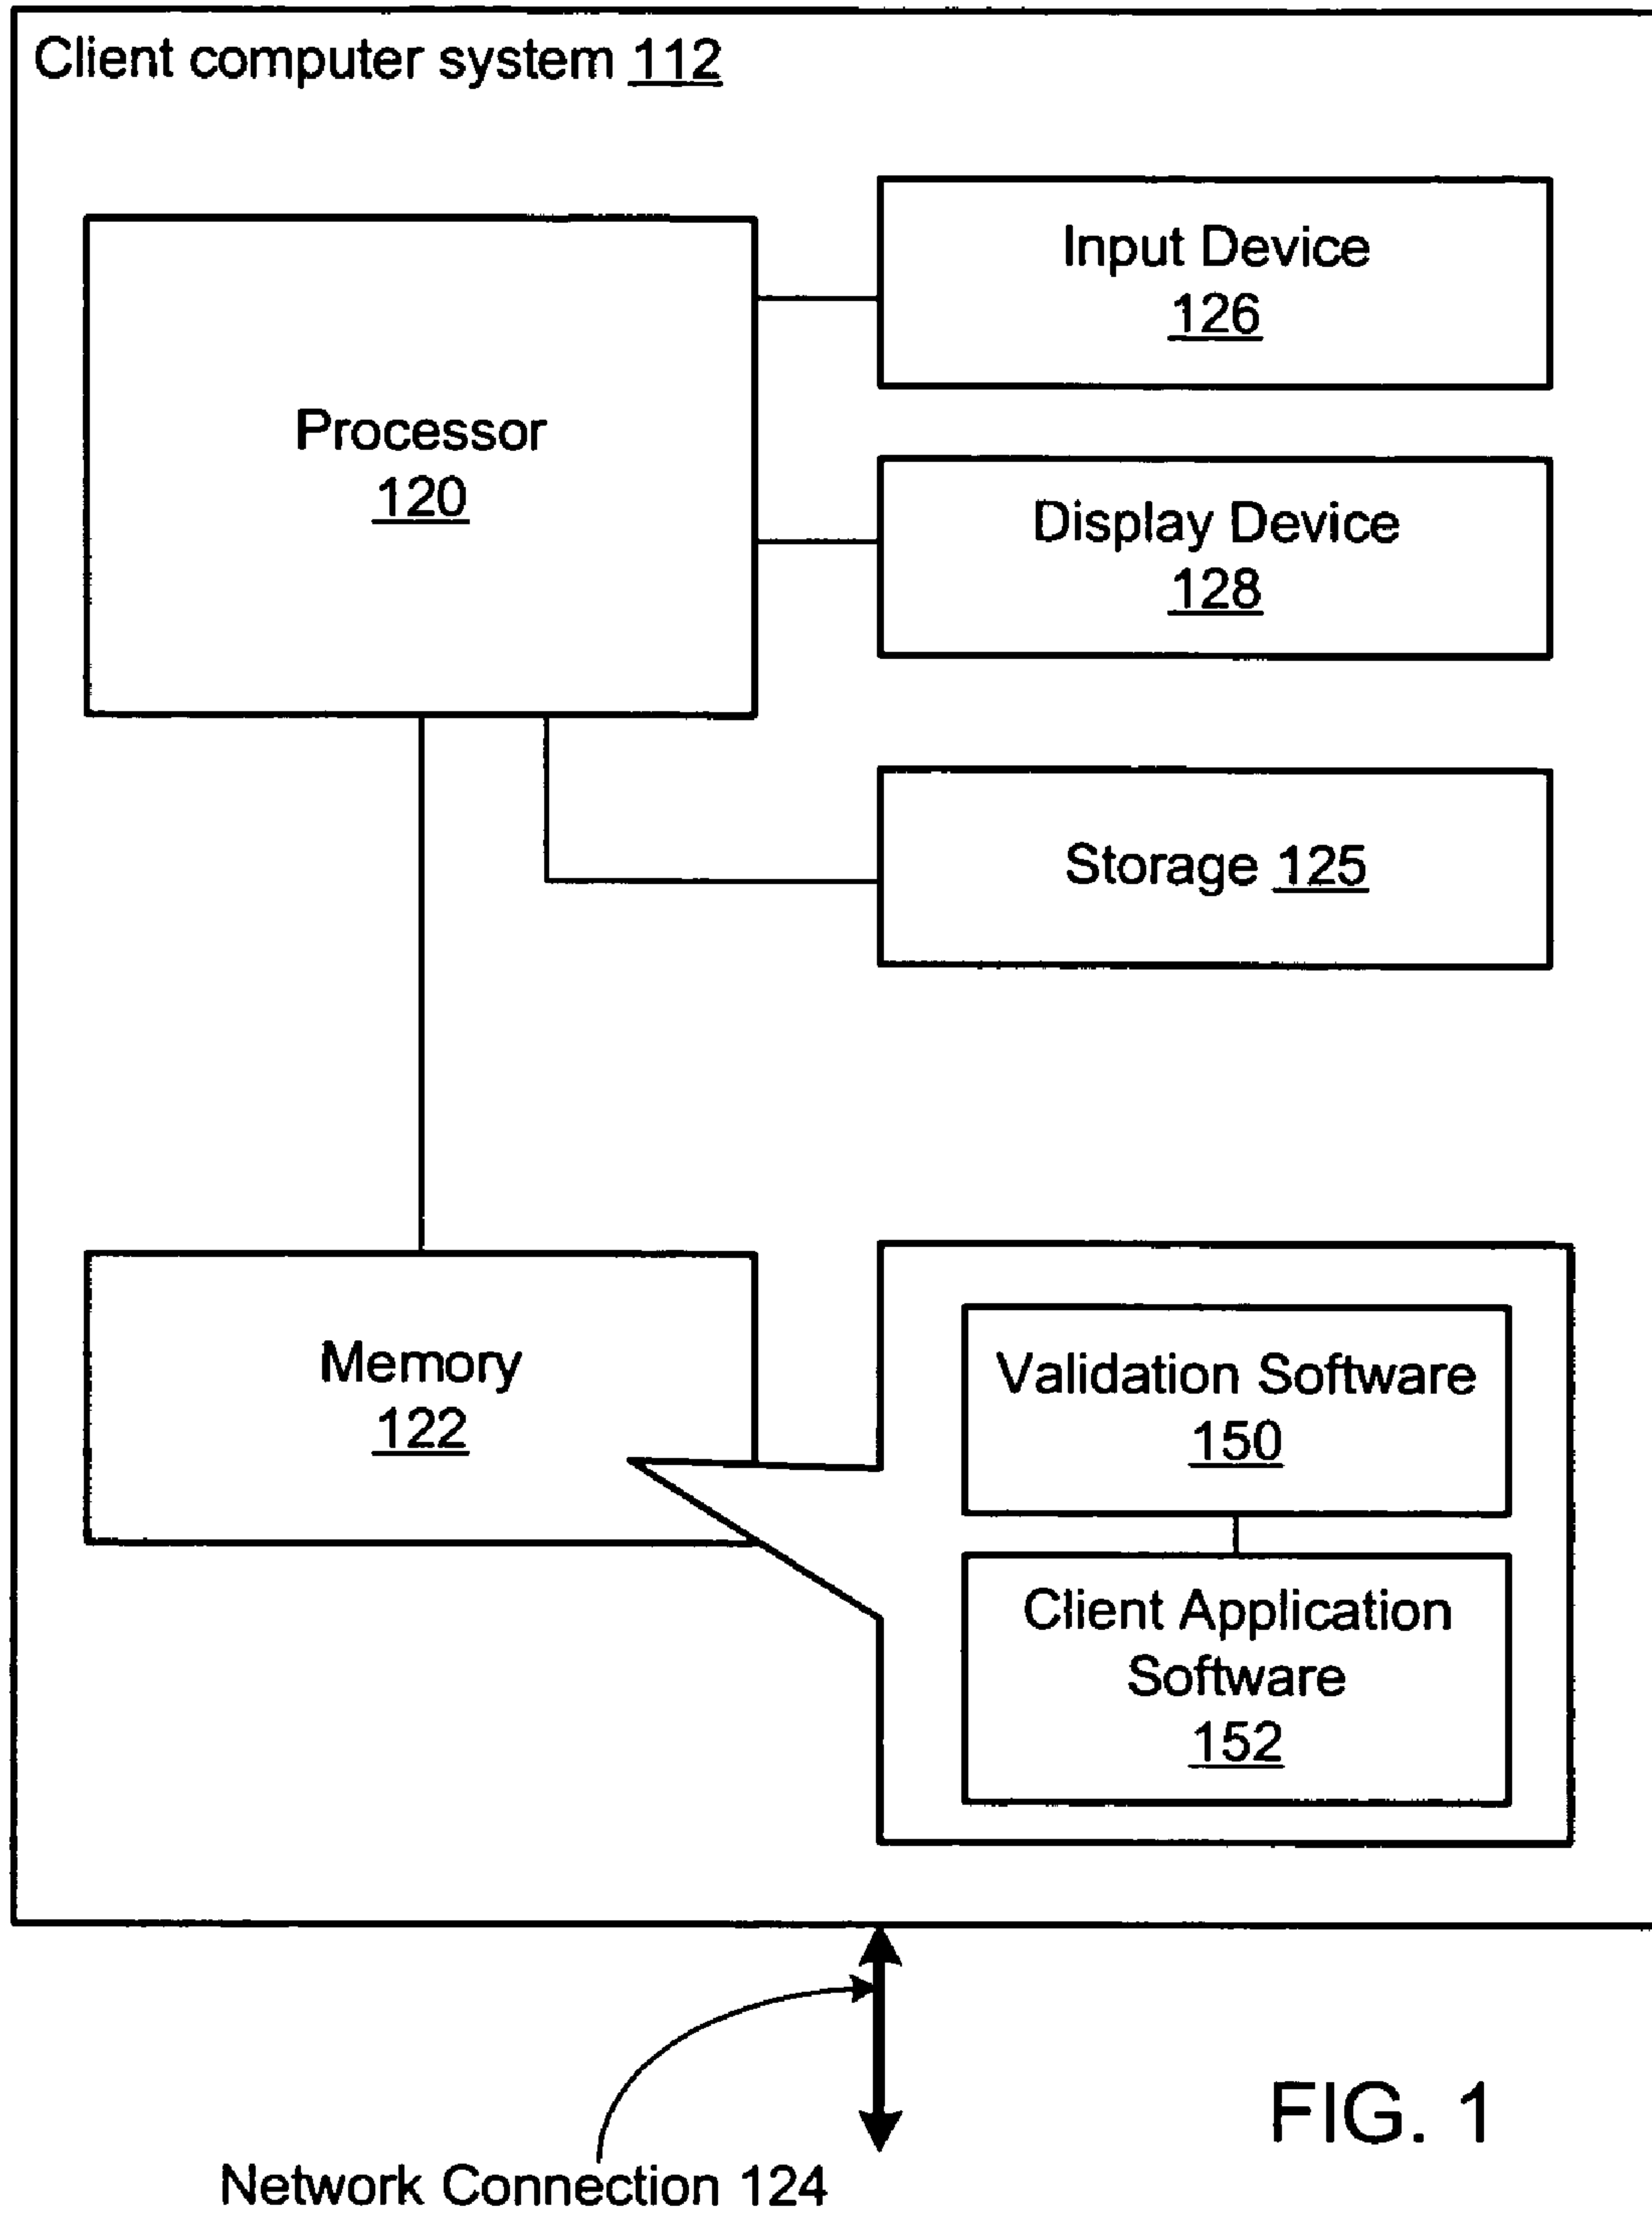 Client computer system 112
Input Device
126
Processor
120
Display Device
128
Storage 125
Memory
122
Validation Software
150
Client Application
Software
152
FIG. 1
Network Connection 124